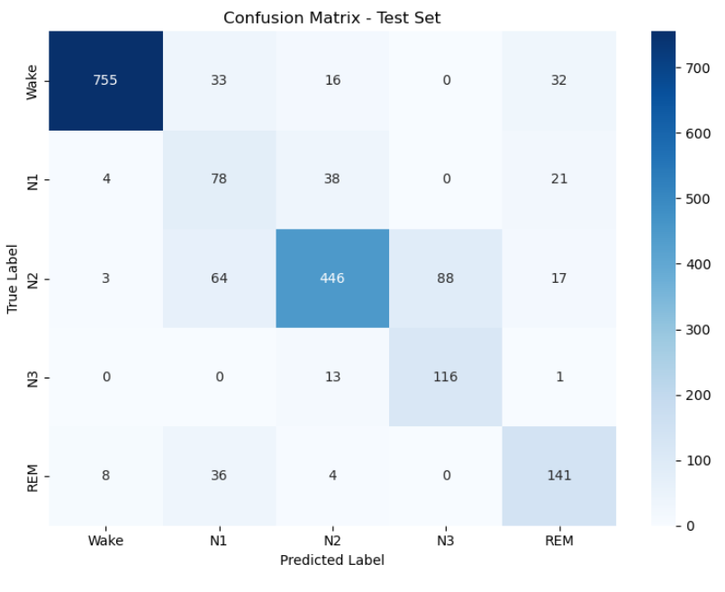 Confusion Matrix - Test Set
True Label
Wake 755 33 16 0 32
N1 4 78 38 0 21
N2 3 64 446 88 17
N3 0 0 13 116 1
REM 8 36 4 0 141
Wake N1 N2 N3 REM
Predicted Label
700
600
500
400
300
200
100
0